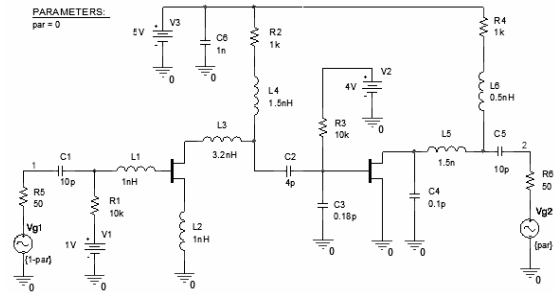 PARAMETERS:
par = 0
V3
5V
0
C6
1n
0
R2
1k
L4
1.5nH
R4
1k
L6
0.5nH
V2
4V
0
R3
10k
L3
3.2nH
C2
4p
C3
0.18p
0
0
L5
1.5n
C5
10p
C4
0.1p
0
2
R6
50
Vg2
{par}
0
1
C1
10p
L1
1nH
R5
50
Vg1
{1-par}
0
R1
10k
1V
V1
0
L2
1nH
0